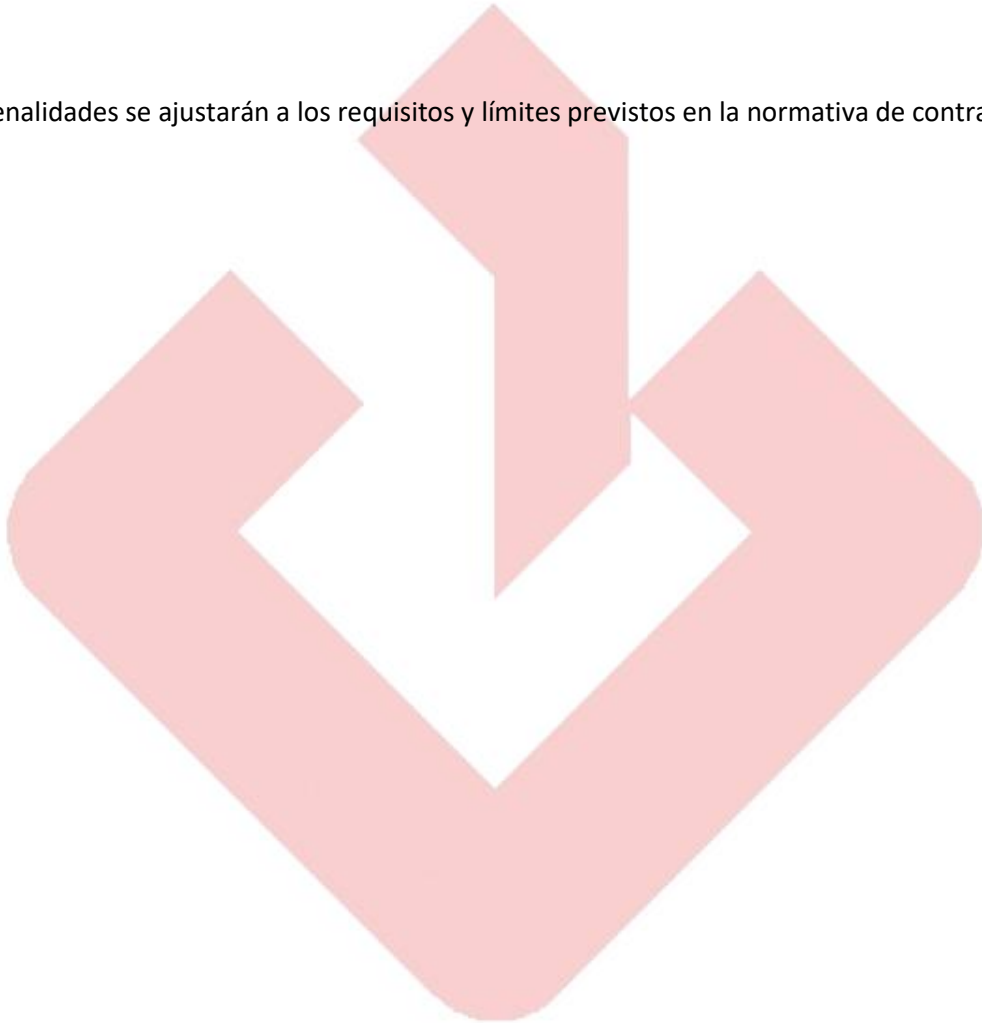 enalidades se ajustarán a los requisitos y límites previstos en la normativa de contra